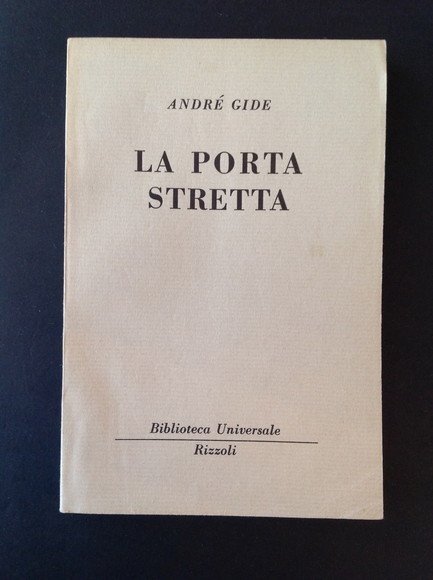 ANDRÉ GIDE
LA PORTA
STRETTA
Biblioteca Universale
Rizzoli